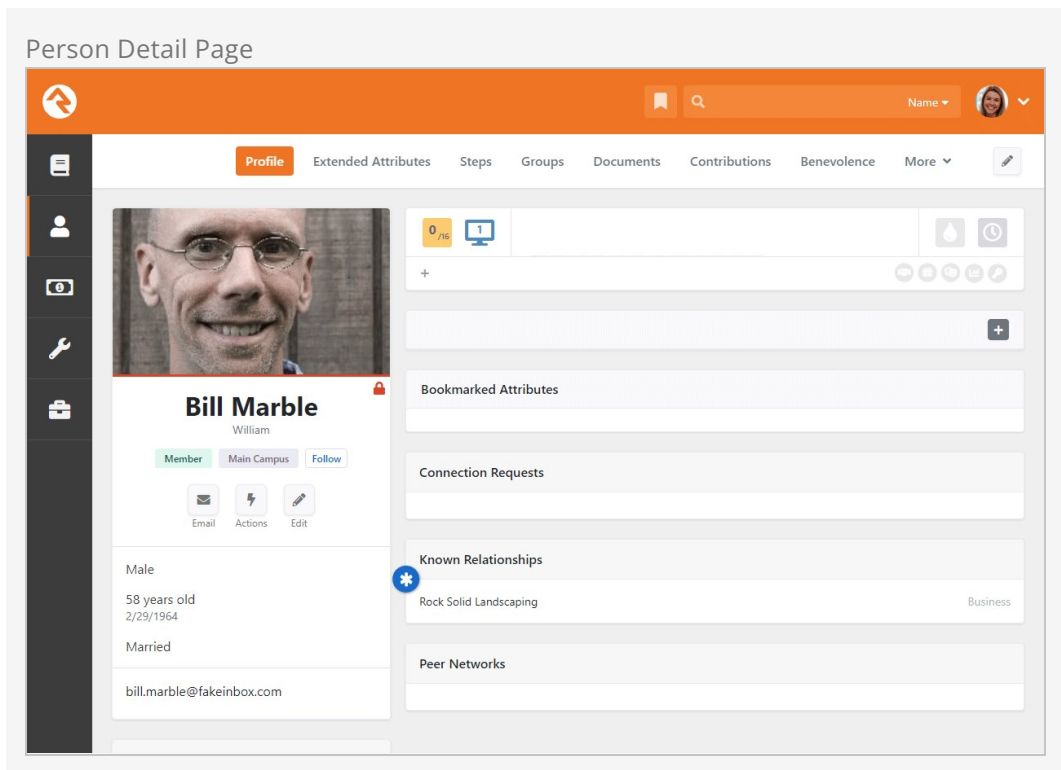 Person Detail Page
Name
Profile Extended Attributes Steps Groups Documents Contributions Benevolence More
0/16 1
Bill Marble
William
Member Main Campus Follow
Email Actions Edit
Male
58 years old
2/29/1964
Married
bill.marble@fakeinbox.com
+
+
Bookmarked Attributes
Connection Requests
Known Relationships
Rock Solid Landscaping Business
Peer Networks